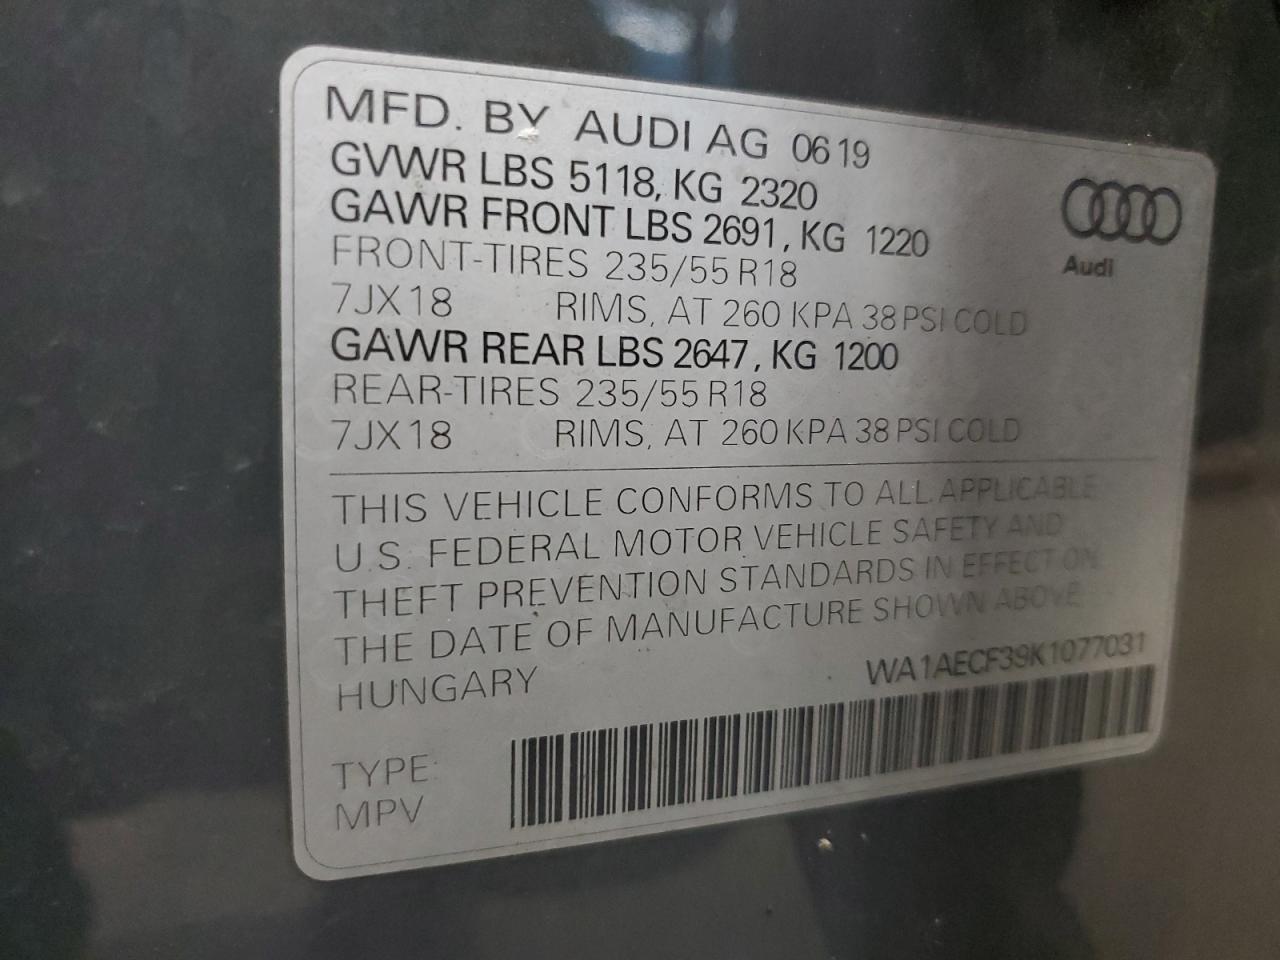 MFD. BY AUDI AG 0619
GVWR LBS 5118, KG 2320
GAWR FRONT LBS 2691, KG 1220
FRONT-TIRES 235/55 R18
7JX18 RIMS, AT 260 KPA 38 PSI COLD
GAWR REAR LBS 2647, KG 1200
REAR-TIRES 235/55 R18
7JX18 RIMS, AT 260 KPA 38 PSI COLD
Audi
THIS VEHICLE CONFORMS TO ALL APPLICABLE
U.S. FEDERAL MOTOR VEHICLE SAFETY AND
THEFT PREVENTION STANDARDS IN EFFECT ON
THE DATE OF MANUFACTURE SHOWN ABOVE
HUNGARY
WA1AECF39K1077031
TYPE:
MPV